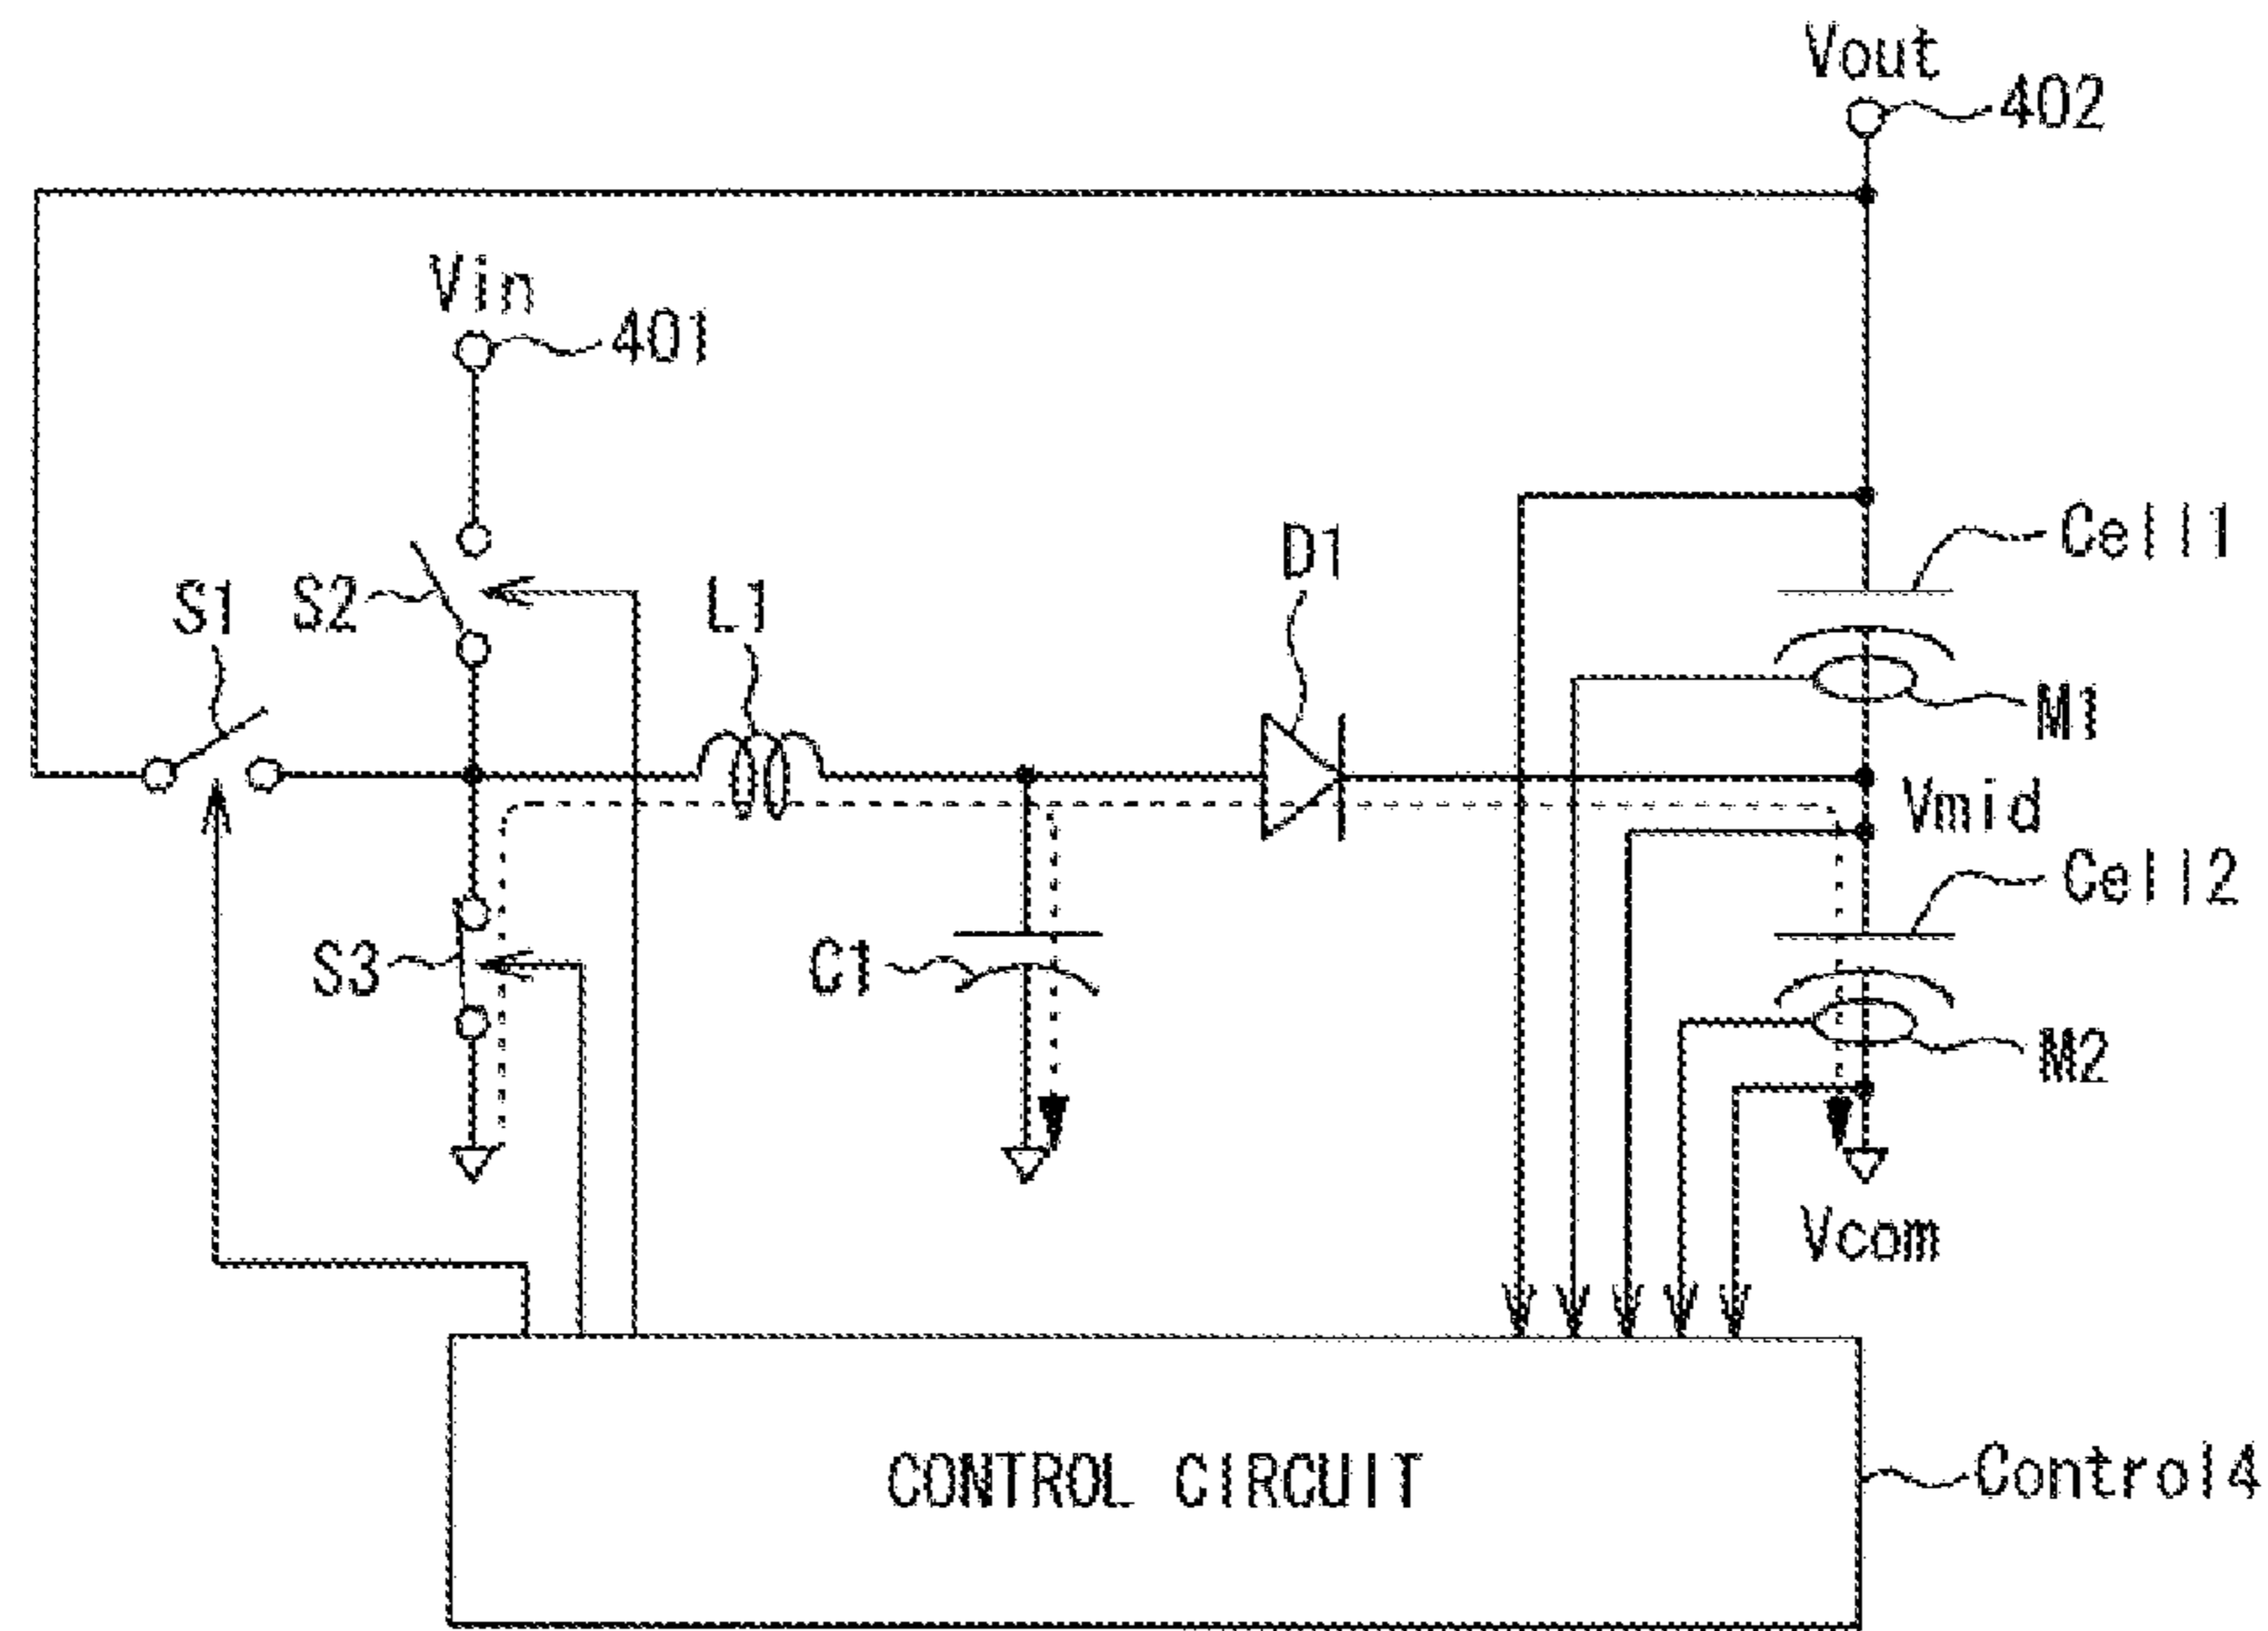 Vout
402
Vin
401
S1
S2
L1
D1
Cell1
M1
Vmid
Cell2
S3
C1
M2
Vcom
CONTROL CIRCUIT
Control4